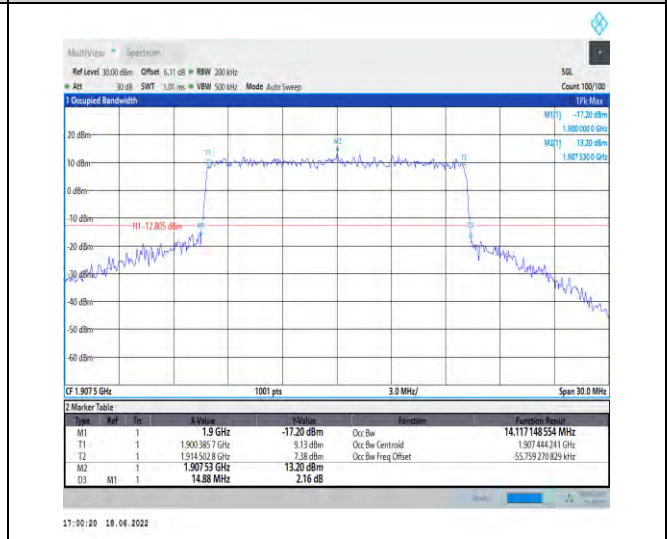 MultiView Spectrum
Ref Level 30.00 dBm Offset 6.11 dB RBW 200 kHz SGL
Att 30 dB SWT 1.01 ms VBW 500 kHz Mode Auto Sweep Count 100/100
1 Occupied Bandwidth 1Pk Max
M1[1] -17.20 dBm
1.900 000 0 GHz
M2[1] 13.20 dBm
1.907 530 0 GHz
20 dBm
M2
T1
T2
10 dBm
0 dBm
-10 dBm
H1 -12.805 dBm
M1
D3
-20 dBm
-30 dBm
-40 dBm
-50 dBm
-60 dBm
CF 1.907 5 GHz 1001 pts 3.0 MHz/ Span 30.0 MHz
2 Marker Table
Type Ref Trc X-Value Y-Value Function Function Result
M1 1 1.9 GHz -17.20 dBm Occ Bw 14.117 148 554 MHz
T1 1 1.900 385 7 GHz 9.13 dBm Occ Bw Centroid 1.907 444 241 GHz
T2 1 1.914 502 8 GHz 7.38 dBm Occ Bw Freq Offset -55.759 270 829 kHz
M2 1 1.907 53 GHz 13.20 dBm
D3 M1 1 14.88 MHz 2.16 dB
17:00:20 18.06.2022